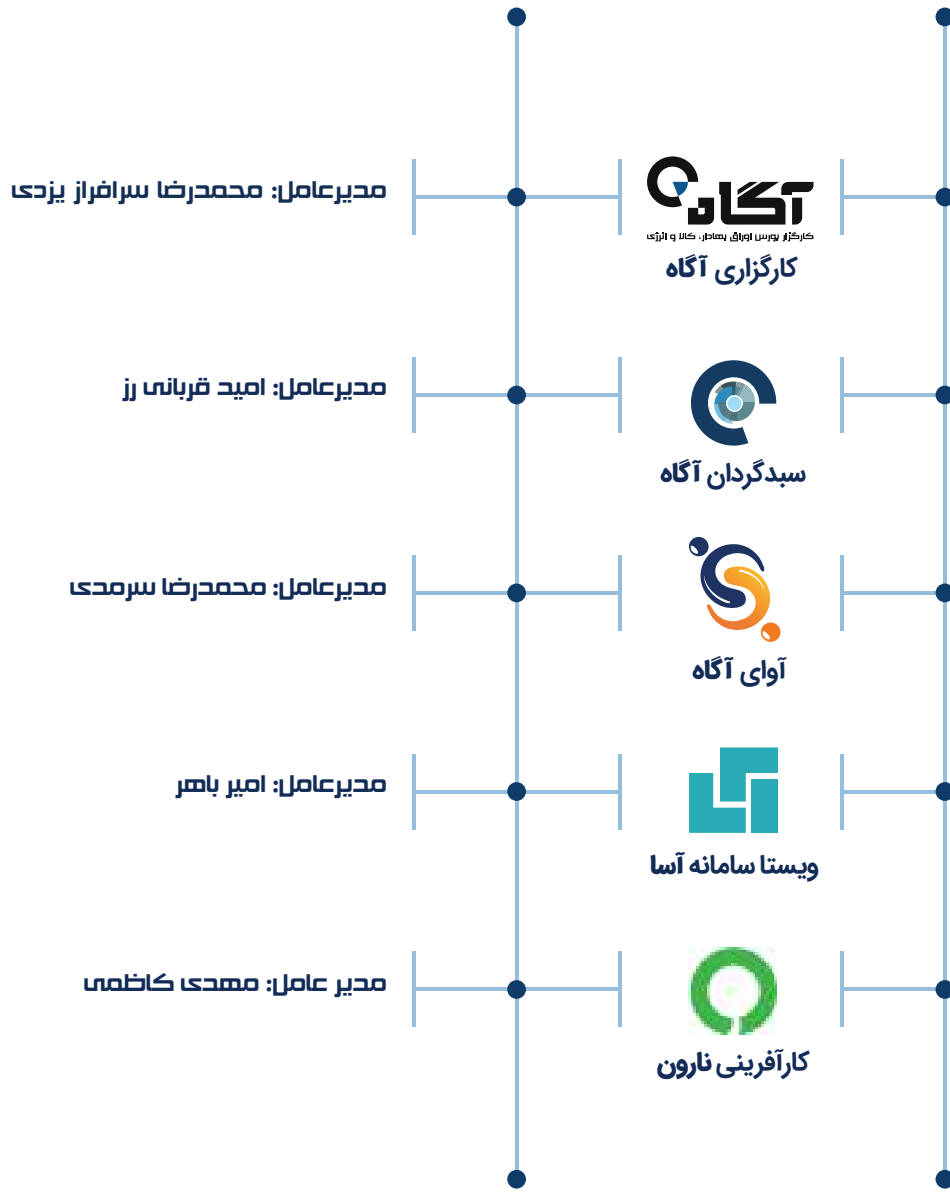 آگاه
کارگزار بورس اوراق بهادار، کالا و انرژی
کارگزاری آگاه
مدیرعامل: محمدرضا سرافراز یزدی
سبدگردان آگاه
مدیرعامل: امید قربانی رز
آوای آگاه
مدیرعامل: محمدرضا سرمدی
ویستا سامانه آسا
مدیرعامل: امیر باهر
کارآفرینی نارون
مدیر عامل: مهدی کاظمی